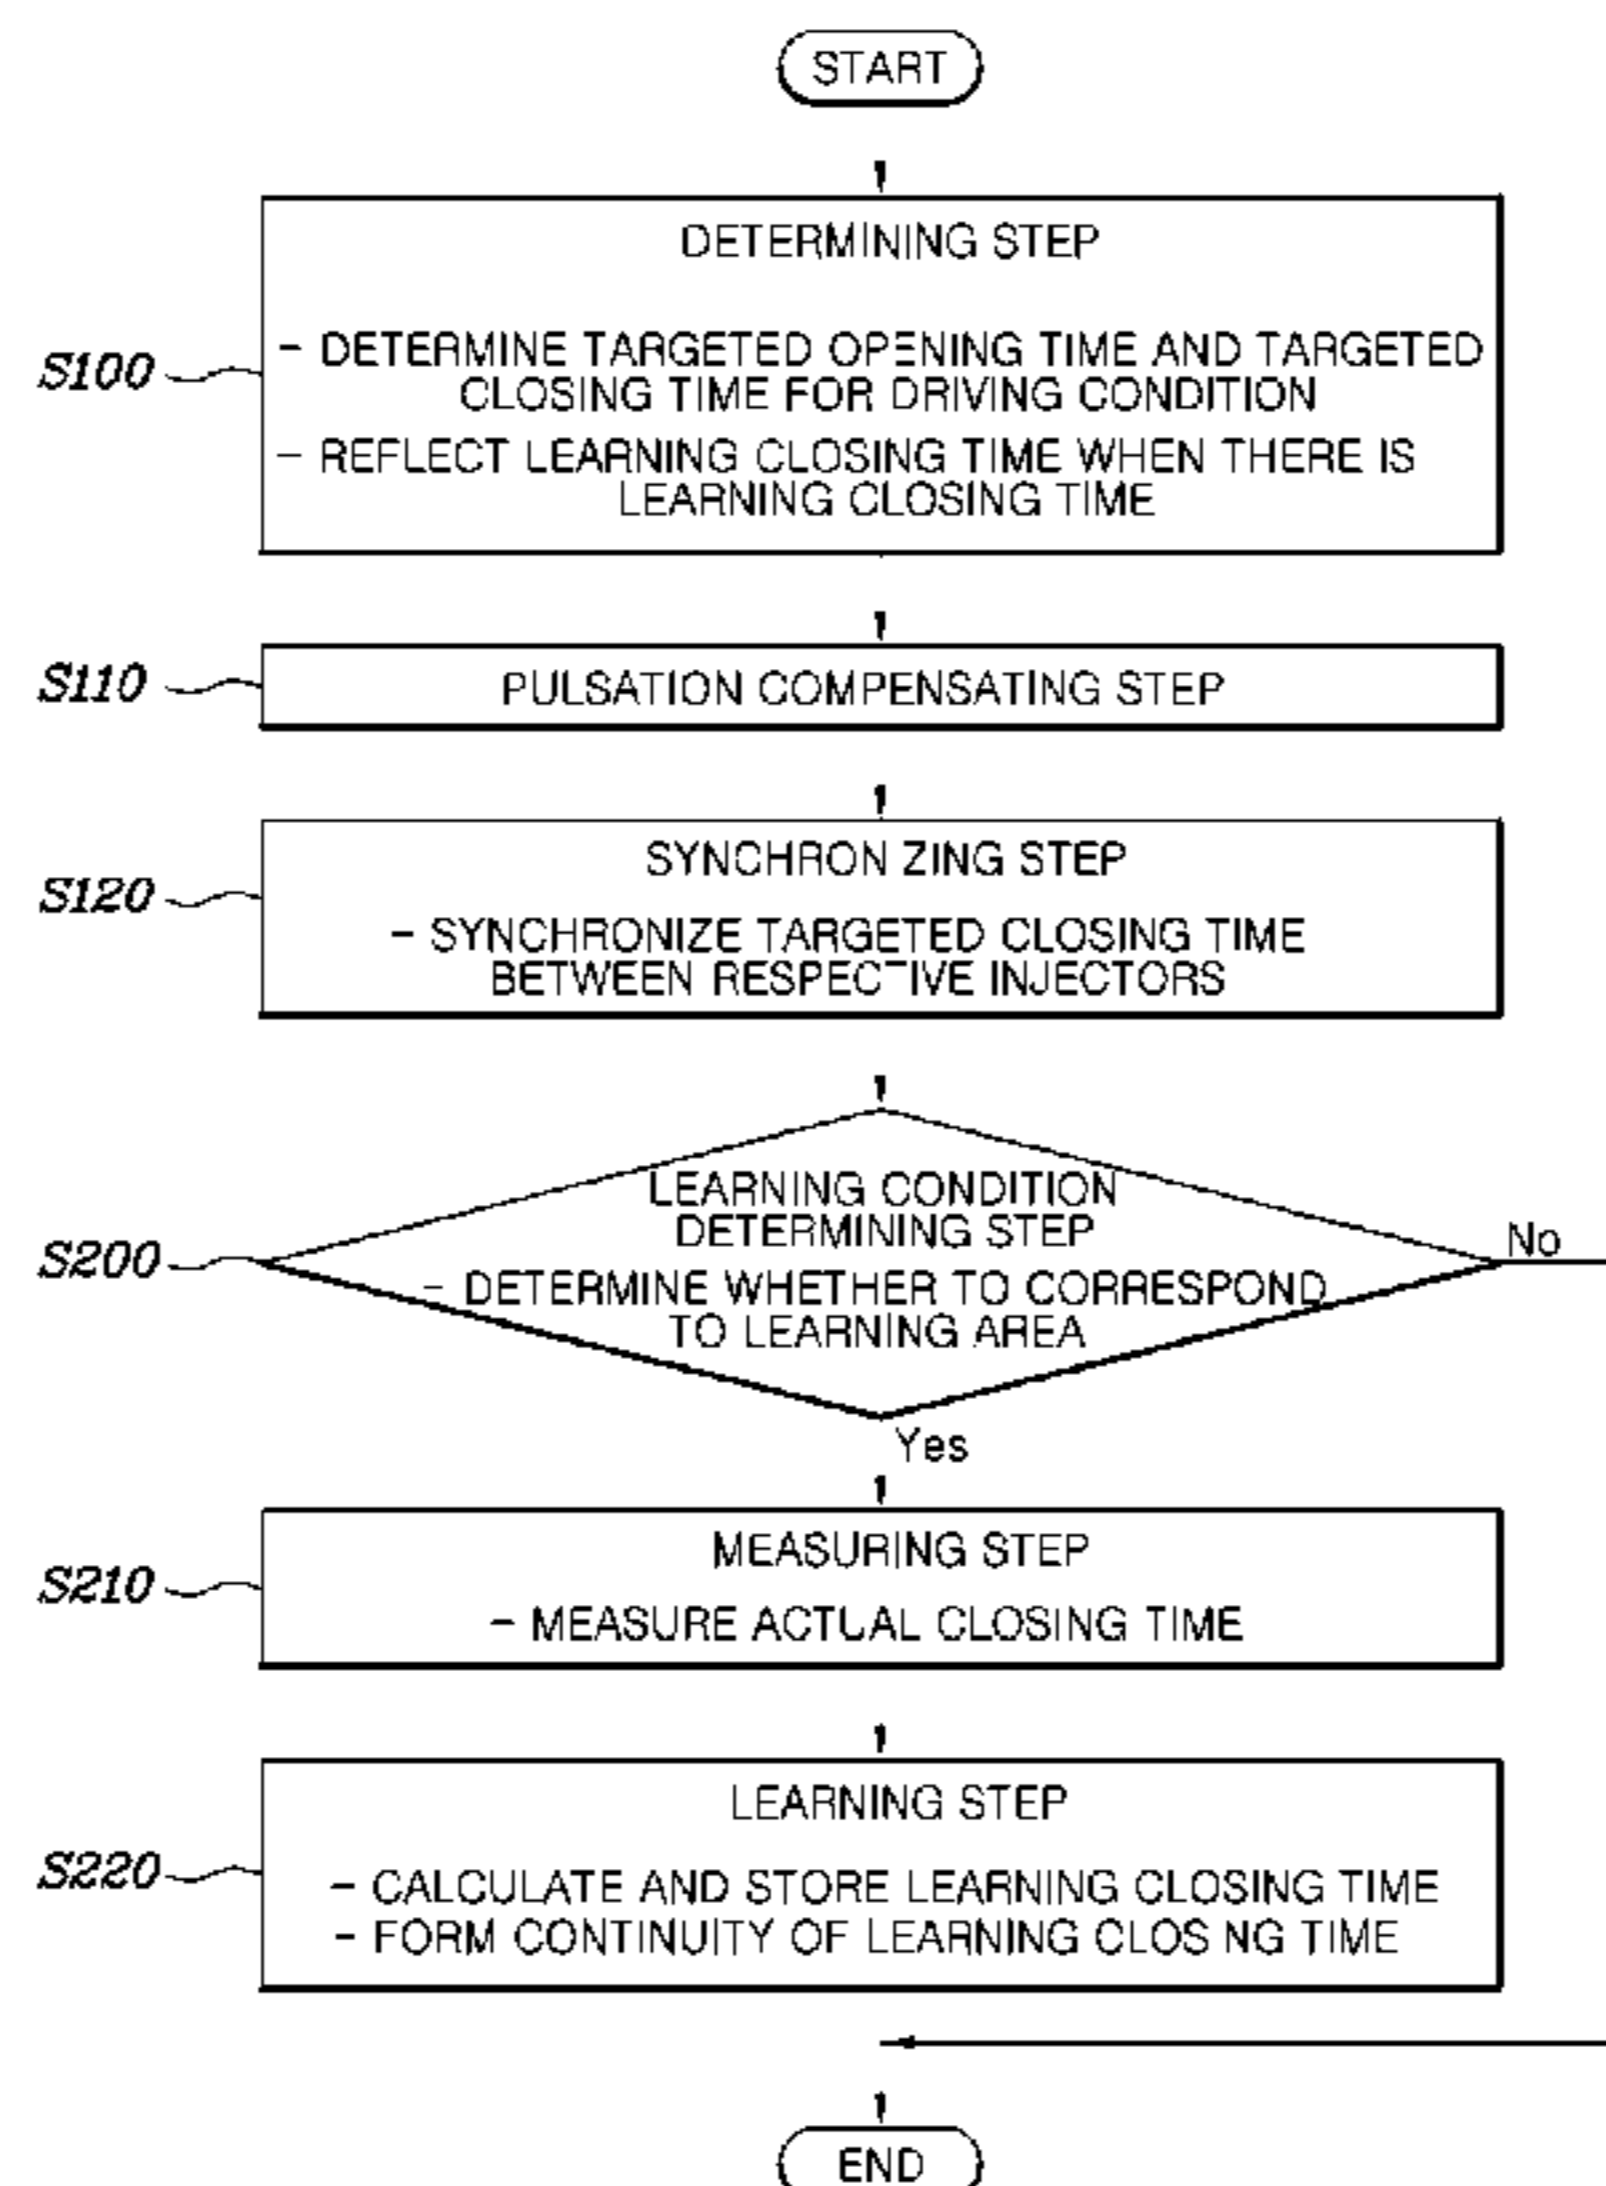 START
DETERMINING STEP
- DETERMINE TARGETED OPENING TIME AND TARGETED
CLOSING TIME FOR DRIVING CONDITION
- REFLECT LEARNING CLOSING TIME WHEN THERE IS
LEARNING CLOSING TIME
S100
S110
PULSATION COMPENSATING STEP
SYNCHRON ZING STEP
S120
- SYNCHRONIZE TARGETED CLOSING TIME
BETWEEN RESPECTIVE INJECTORS
LEARNING CONDITION
DETERMINING STEP
No
S200
- DETERMINE WHETHER TO CORRESPOND
TO LEARNING AREA
Yes
MEASURING STEP
S210
- MEASURE ACTUAL CLOSING TIME
LEARNING STEP
S220
- CALCULATE AND STORE LEARNING CLOSING TIME
- FORM CONTINUITY OF LEARNING CLOS NG TIME
END